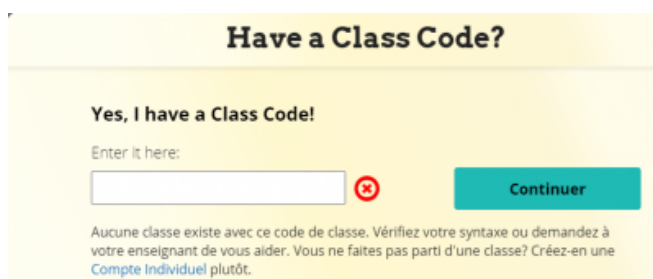 Have a Class Code?
Yes, I have a Class Code!
Enter it here:
Continuer
Aucune classe existe avec ce code de classe. Vérifiez votre syntaxe ou demandez à
votre enseignant de vous aider. Vous ne faites pas parti d'une classe? Créez-en une
Compte Individuel plutôt.